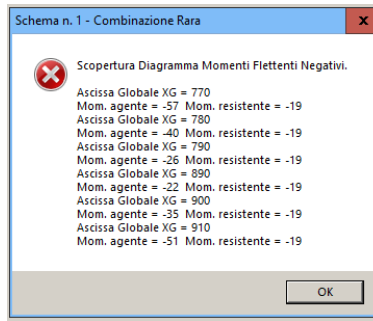 Schema n. 1 - Combinazione Rara
x
Scopertura Diagramma Momenti Flettenti Negativi.
Ascissa Globale XG = 770
Mom. agente = -57 Mom. resistente = -19
Ascissa Globale XG = 780
Mom. agente = -40 Mom. resistente = -19
Ascissa Globale XG = 790
Mom. agente = -26 Mom. resistente = -19
Ascissa Globale XG = 890
Mom. agente = -22 Mom. resistente = -19
Ascissa Globale XG = 900
Mom. agente = -35 Mom. resistente = -19
Ascissa Globale XG = 910
Mom. agente = -51 Mom. resistente = -19
OK